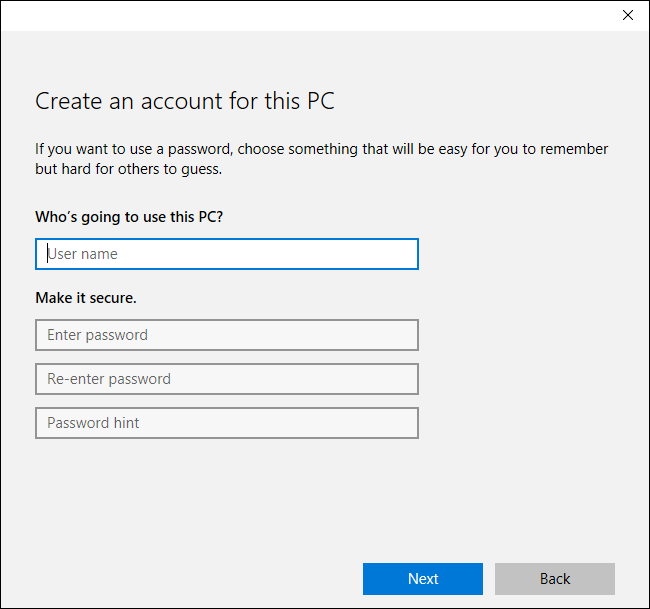 Create an account for this PC
If you want to use a password, choose something that will be easy for you to remember
but hard for others to guess.
Who's going to use this PC?
User name
Make it secure.
Enter password
Re-enter password
Password hint
Next
Back